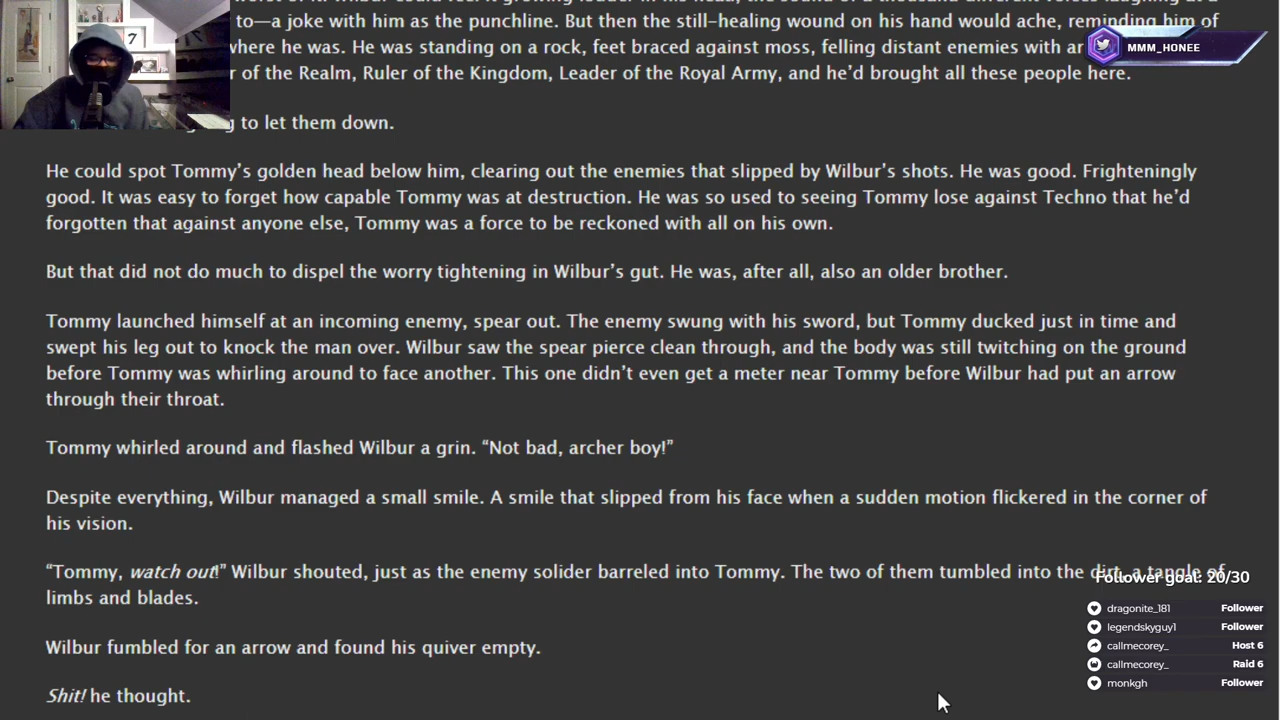 to—a joke with him as the punchline. But then the still-healing wound on his hand would ache, reminding him of
MMM_HONEE
where he was. He was standing on a rock, feet braced against moss, felling distant enemies with
r of the Realm, Ruler of the Kingdom, Leader of the Royal Army, and he’d brought all these people here.
to let them down.
He could spot Tommy’s golden head below him, clearing out the enemies that slipped by Wilbur’s shots. He was good. Frighteningly
good. It was easy to forget how capable Tommy was at destruction. He was so used to seeing Tommy lose against Techno that he’d
forgotten that against anyone else, Tommy was a force to be reckoned with all on his own.
But that did not do much to dispel the worry tightening in Wilbur’s gut. He was, after all, also an older brother.
Tommy launched himself at an incoming enemy, spear out. The enemy swung with his sword, but Tommy ducked just in time and
swept his leg out to knock the man over. Wilbur saw the spear pierce clean through, and the body was still twitching on the ground
before Tommy was whirling around to face another. This one didn’t even get a meter near Tommy before Wilbur had put an arrow
through their throat.
Tommy whirled around and flashed Wilbur a grin. “Not bad, archer boy!”
Despite everything, Wilbur managed a small smile. A smile that slipped from his face when a sudden motion flickered in the corner of
his vision.
“Tommy, watch out!” Wilbur shouted, just as the enemy solider barreled into Tommy. The two of them tumbled into the dirt, a tangle of
Follower goal: 20/30
limbs and blades.
dragonite_181 Follower
legendskyguy1 Follower
Wilbur fumbled for an arrow and found his quiver empty.
callmecorey_ Host 6
callmecorey_ Raid 6
monkgh Follower
Shit! he thought.